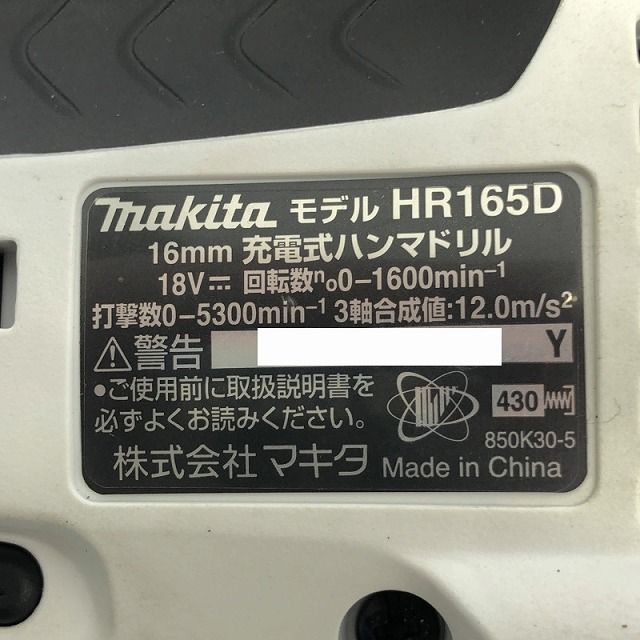 makita モデル HR165D
16mm 充電式ハンマドリル
18V⎓ 回転数n₀0-1600min⁻¹
打撃数0-5300min⁻¹ 3軸合成値:12.0m/s²
⚠警告 Y
●ご使用前に取扱説明書を
必ずよくお読みください。
430
850K30-5
株式会社マキタ Made in China